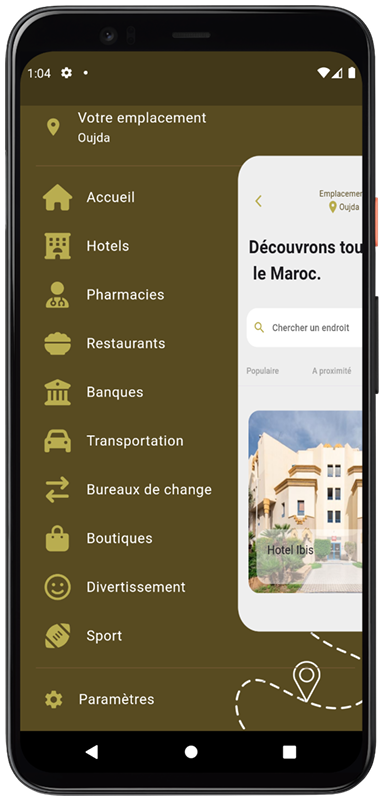 1:04
Votre emplacement
Oujda
Accueil
Hotels
Pharmacies
Restaurants
Banques
Transportation
Bureaux de change
Boutiques
Divertissement
Sport
Paramètres
Emplacemen
Oujda
Découvrons tou
le Maroc.
Chercher un endroit
Populaire
A proximité
Hotel Ibis